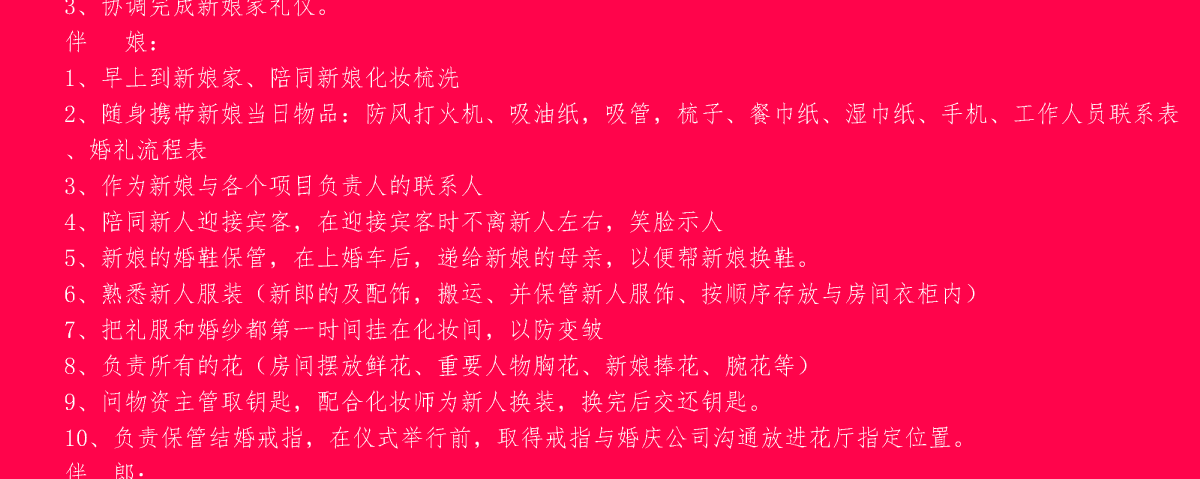 3、协调完成新娘家礼仪。
伴　娘：
1、早上到新娘家、陪同新娘化妆梳洗
2、随身携带新娘当日物品：防风打火机、吸油纸，吸管，梳子、餐巾纸、湿巾纸、手机、工作人员联系表
、婚礼流程表
3、作为新娘与各个项目负责人的联系人
4、陪同新人迎接宾客，在迎接宾客时不离新人左右，笑脸示人
5、新娘的婚鞋保管，在上婚车后，递给新娘的母亲，以便帮新娘换鞋。
6、熟悉新人服装（新郎的及配饰，搬运、并保管新人服饰、按顺序存放与房间衣柜内）
7、把礼服和婚纱都第一时间挂在化妆间，以防变皱
8、负责所有的花（房间摆放鲜花、重要人物胸花、新娘捧花、腕花等）
9、问物资主管取钥匙，配合化妆师为新人换装，换完后交还钥匙。
10、负责保管结婚戒指，在仪式举行前，取得戒指与婚庆公司沟通放进花厅指定位置。
伴　郎：